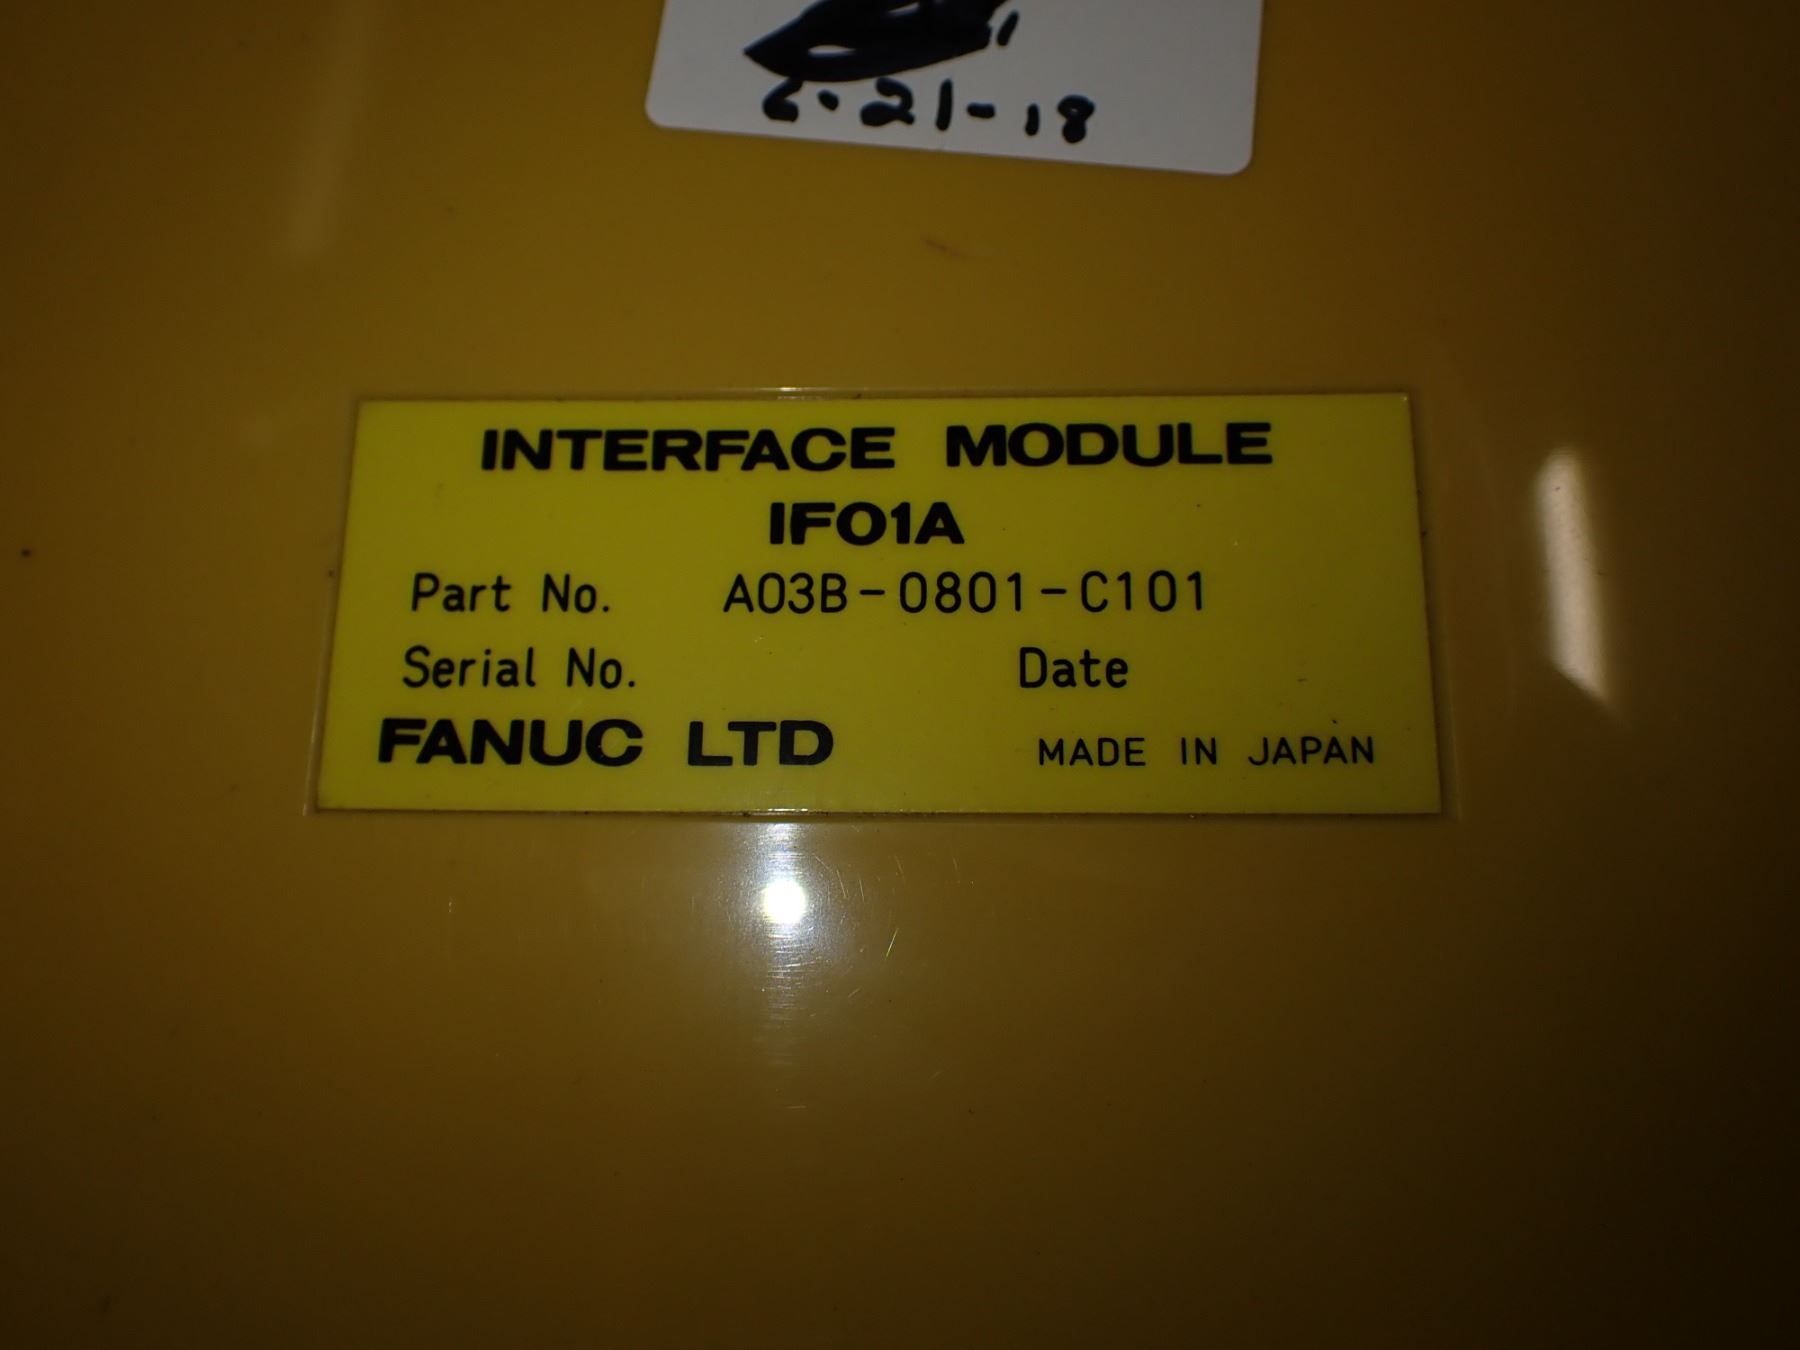 6-21-18
INTERFACE MODULE
IF01A
Part No. A03B-0801-C101
Serial No. Date
FANUC LTD MADE IN JAPAN